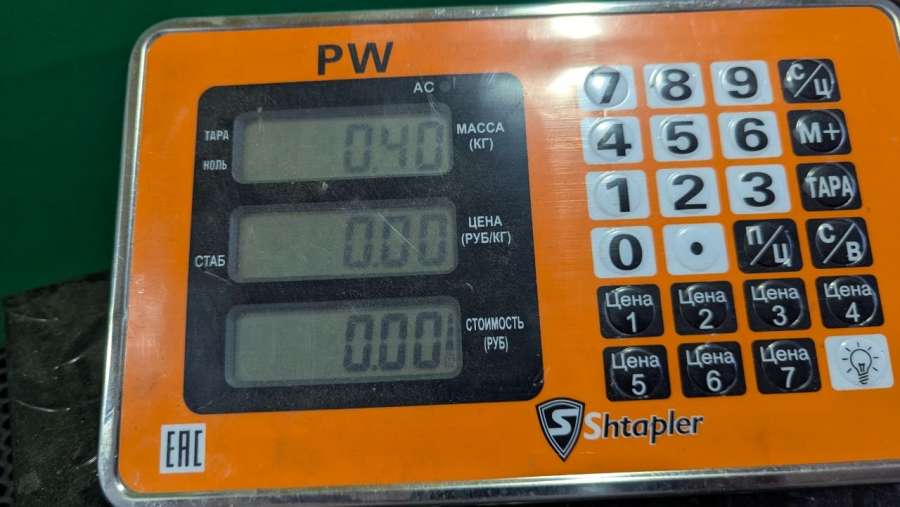 PW
AC
ТАРА
НОЛЬ
0.40
МАССА
(КГ)
СТАБ
0.00
ЦЕНА
(РУБ/КГ)
0.00
СТОИМОСТЬ
(РУБ)
7 8 9 С/Ц
4 5 6 М+
1 2 3 ТАРА
0 • П/Ц С/В
Цена 1 Цена 2 Цена 3 Цена 4
Цена 5 Цена 6 Цена 7
S Shtapler
EAC